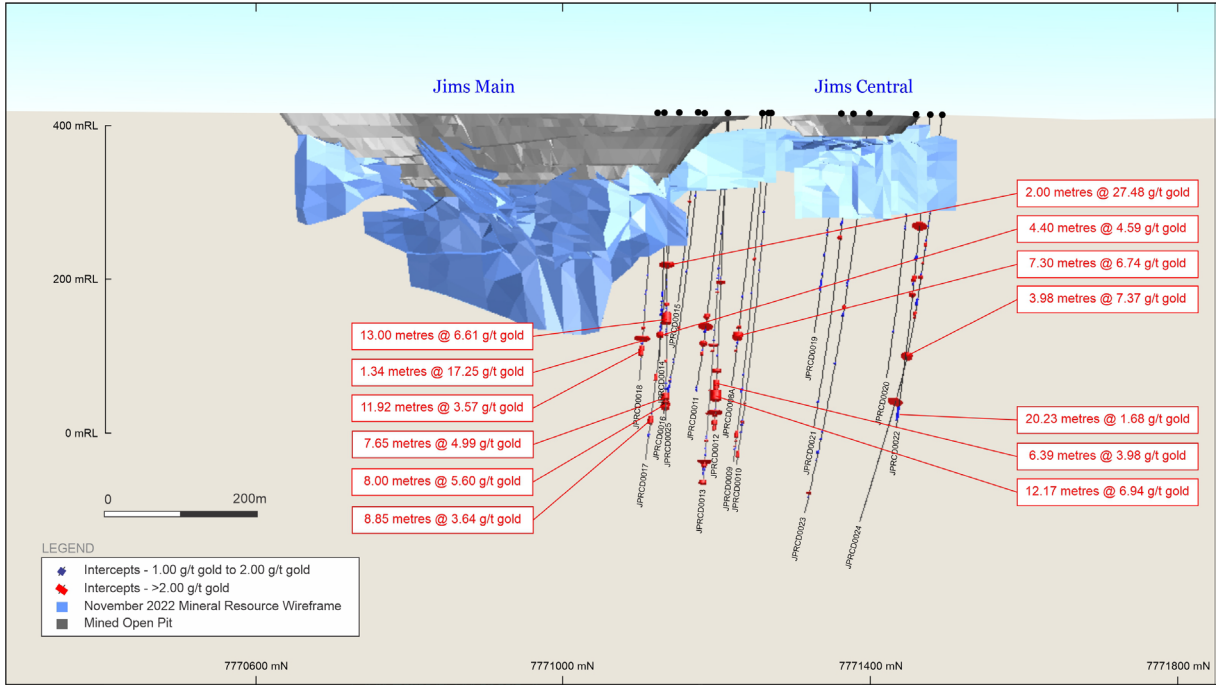 Jims Main
Jims Central
400 mRL
200 mRL
0 mRL
2.00 metres @ 27.48 g/t gold
4.40 metres @ 4.59 g/t gold
7.30 metres @ 6.74 g/t gold
3.98 metres @ 7.37 g/t gold
13.00 metres @ 6.61 g/t gold
1.34 metres @ 17.25 g/t gold
11.92 metres @ 3.57 g/t gold
7.65 metres @ 4.99 g/t gold
8.00 metres @ 5.60 g/t gold
8.85 metres @ 3.64 g/t gold
20.23 metres @ 1.68 g/t gold
6.39 metres @ 3.98 g/t gold
12.17 metres @ 6.94 g/t gold
JPRCD0018
JPRCD0017
JPRCD0016
JPRCD0025
JPRCD0014
JPRCD0015
JPRCD0011
JPRCD0013
JPRCD0012
JPRCD0008A
JPRCD0009
JPRCD0010
JPRCD0019
JPRCD0021
JPRCD0023
JPRCD0020
JPRCD0022
JPRCD0024
0 200m
LEGEND
Intercepts - 1.00 g/t gold to 2.00 g/t gold
Intercepts - >2.00 g/t gold
November 2022 Mineral Resource Wireframe
Mined Open Pit
7770600 mN
7771000 mN
7771400 mN
7771800 mN